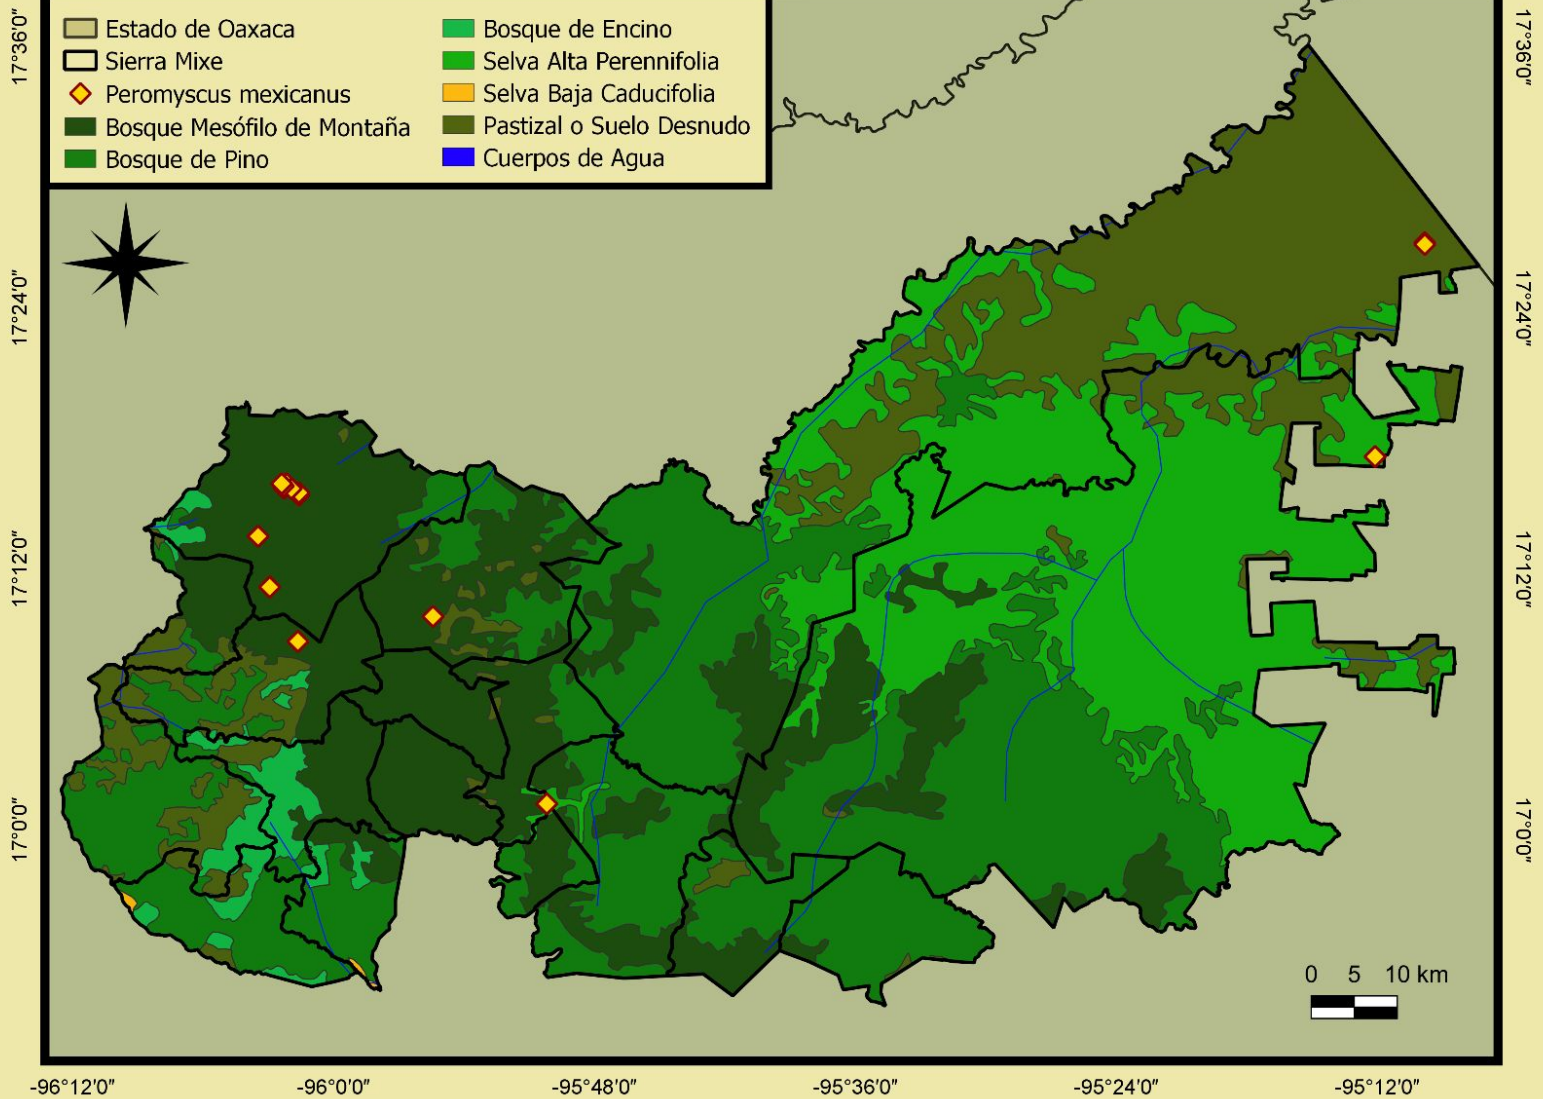 Estado de Oaxaca
Sierra Mixe
Peromyscus mexicanus
Bosque Mesófilo de Montaña
Bosque de Pino
Bosque de Encino
Selva Alta Perennifolia
Selva Baja Caducifolia
Pastizal o Suelo Desnudo
Cuerpos de Agua
17°36'0"
17°24'0"
17°12'0"
17°0'0"
17°36'0"
17°24'0"
17°12'0"
17°0'0"
0 5 10 km
-96°12'0" -96°0'0" -95°48'0" -95°36'0" -95°24'0" -95°12'0"